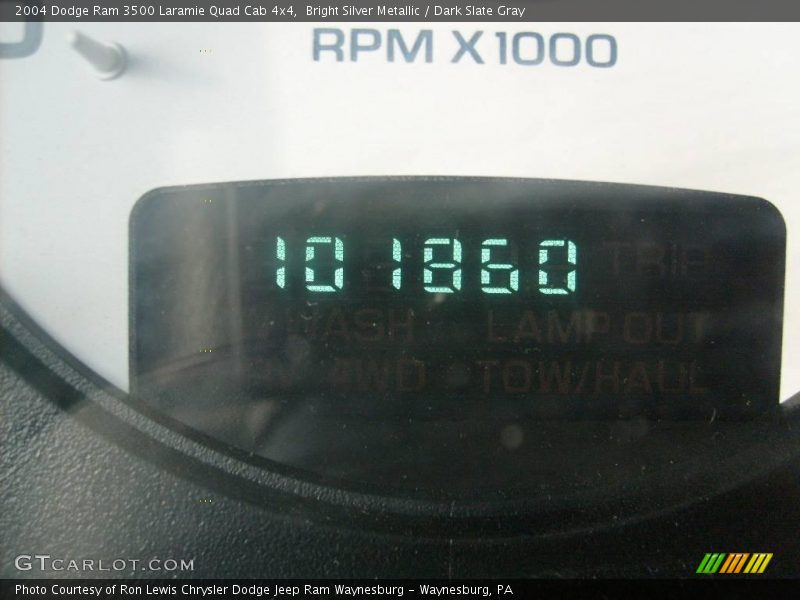 2004 Dodge Ram 3500 Laramie Quad Cab 4x4,  Bright Silver Metallic / Dark Slate Gray
RPM X1000
101860
TRIP
WASH LAMP OUT
4WD TOW/HAUL
GTCARLOT.COM
Photo Courtesy of Ron Lewis Chrysler Dodge Jeep Ram Waynesburg – Waynesburg, PA